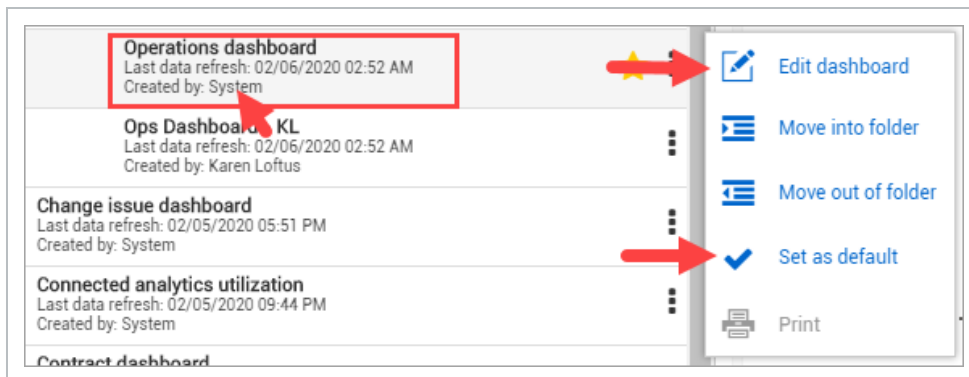 Operations dashboard
Last data refresh: 02/06/2020 02:52 AM
Created by: System
Ops Dashboard KL
Last data refresh: 02/06/2020 02:52 AM
Created by: Karen Loftus
Change issue dashboard
Last data refresh: 02/05/2020 05:51 PM
Created by: System
Connected analytics utilization
Last data refresh: 02/05/2020 09:44 PM
Created by: System
Contract dashboard
Edit dashboard
Move into folder
Move out of folder
Set as default
Print